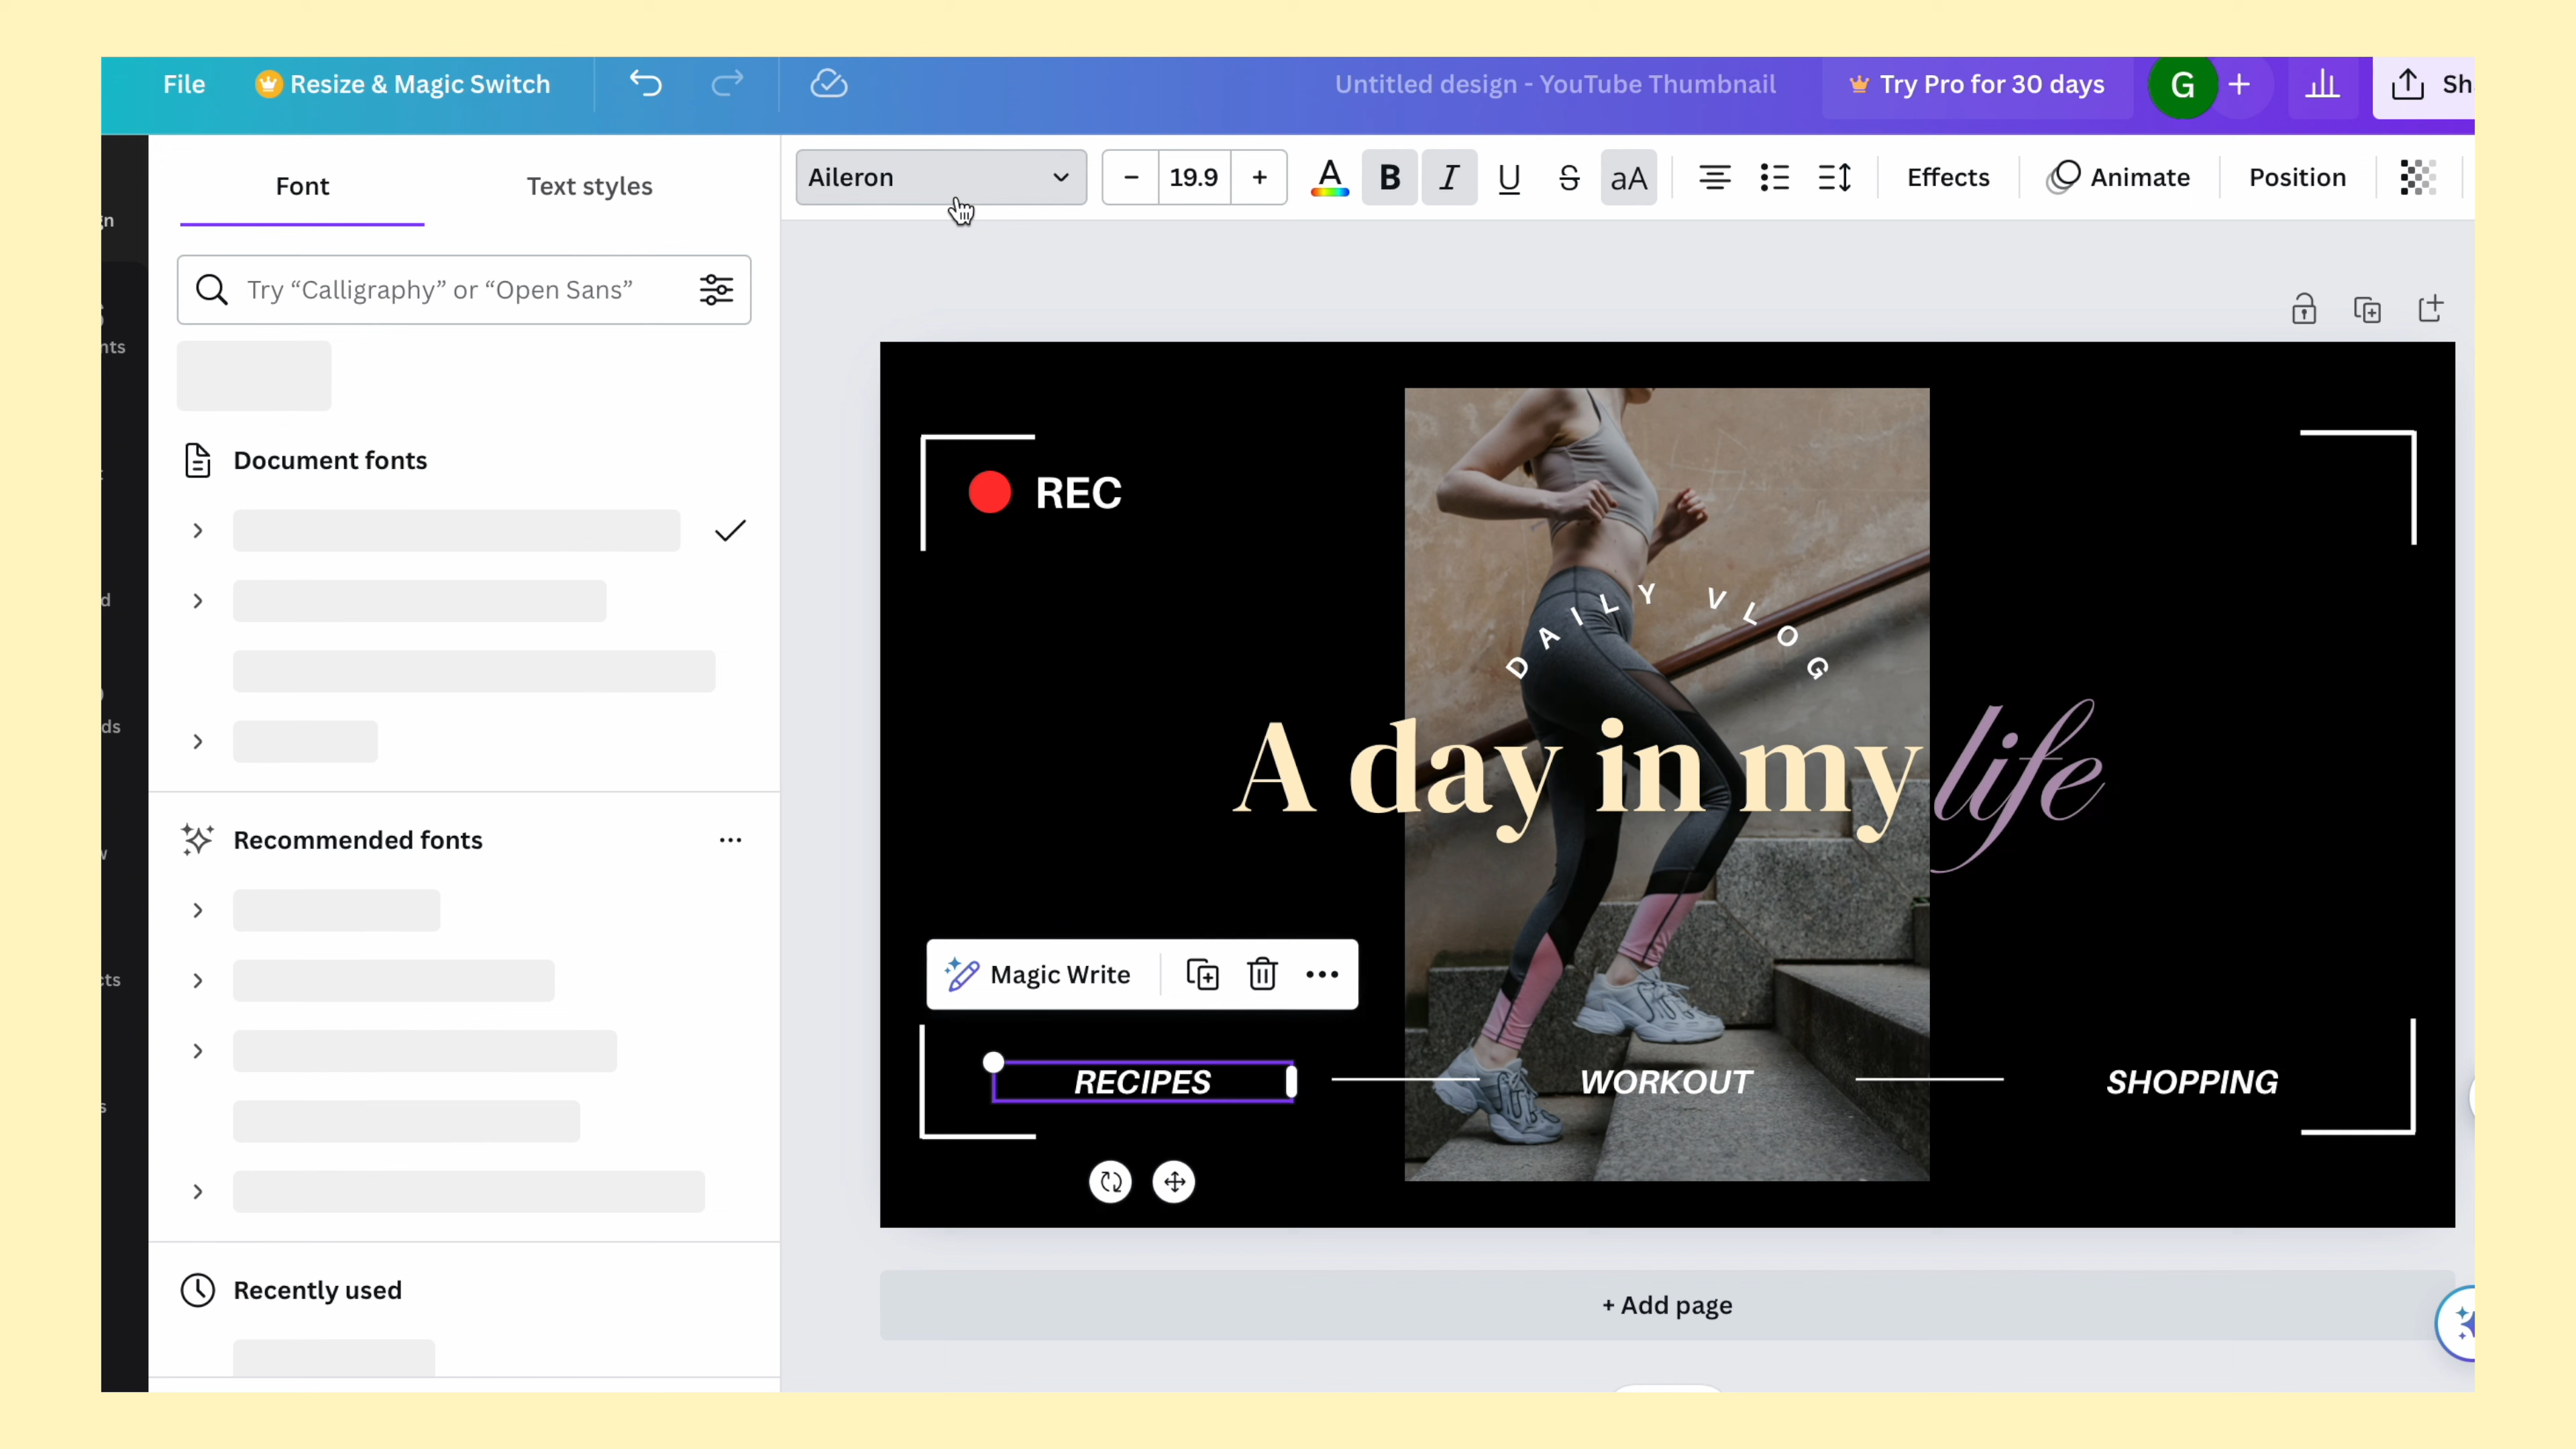 File Resize & Magic Switch Untitled design - YouTube Thumbnail Try Pro for 30 days G + Sh
Font Text styles Aileron − 19.9 + A B I U S aA Effects Animate Position
Try “Calligraphy” or “Open Sans”
Document fonts
REC
DAILY VLOG
A day in my life
Recommended fonts
Magic Write
RECIPES WORKOUT SHOPPING
Recently used
+ Add page